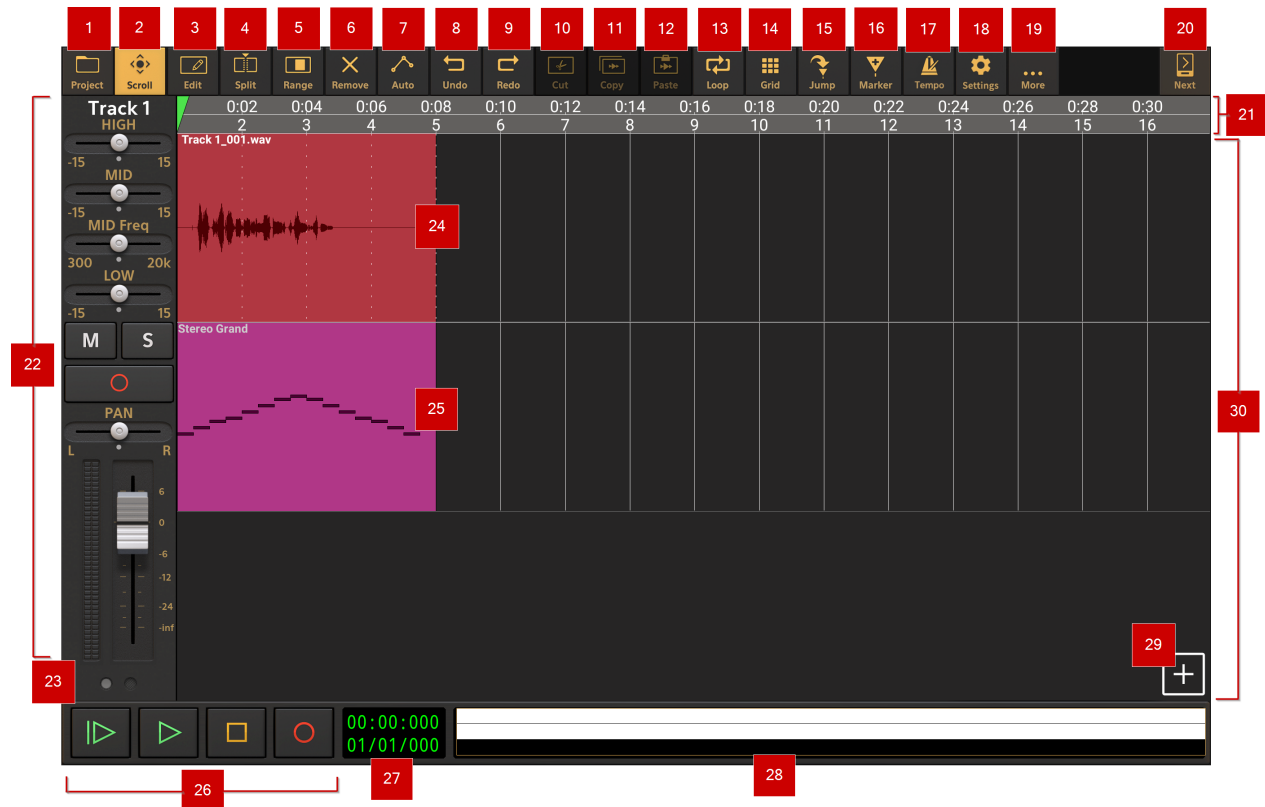 1 2 3 4 5 6 7 8 9 10 11 12 13 14 15 16 17 18 19 20
Project Scroll Edit Split Range Remove Auto Undo Redo Cut Copy Paste Loop Grid Jump Marker Tempo Settings More Next
Track 1 0:02 0:04 0:06 0:08 0:10 0:12 0:14 0:16 0:18 0:20 0:22 0:24 0:26 0:28 0:30
21
HIGH 2 3 4 5 6 7 8 9 10 11 12 13 14 15 16
Track 1_001.wav
-15 15
MID
-15 15
MID Freq
24
300 20k
LOW
-15 15
Stereo Grand
M S
22
25
30
PAN
L R
6
0
-6
-12
-24
-inf
29
23
00:00:000
01/01/000
26
27
28